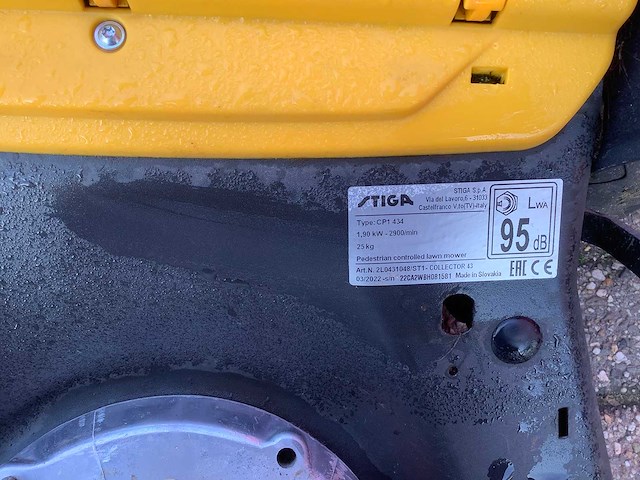 STIGA
STIGA S.p.A.
Via del Lavoro,6 - 31033
Castelfranco V.to(TV)-Italy
Type: CP1 434
1,90 kW - 2900/min
25 kg
Pedestrian controlled lawn mower
Art.N. 2L0431048/ST1 - COLLECTOR 43
03/2022 -s/n 22CA2WBH081581 Made in Slovakia
LWA
95 dB
EAC CE